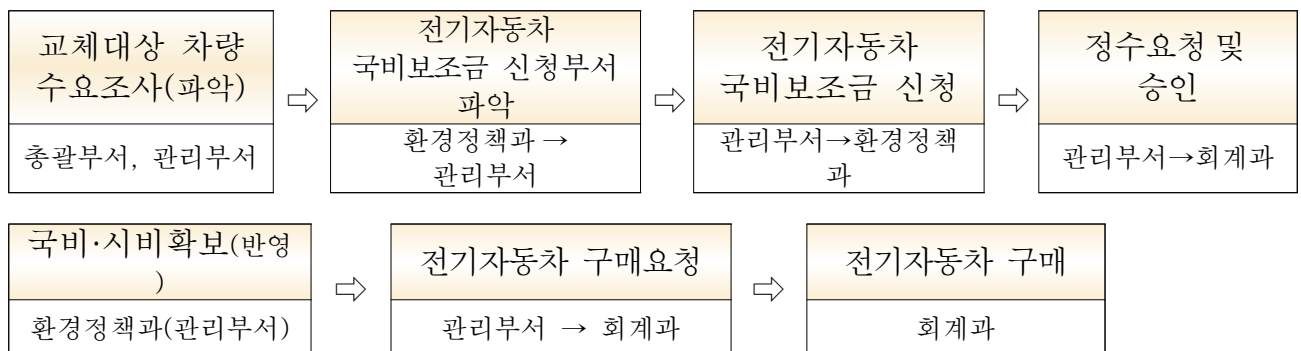 교체대상 차량
수요조사(파악)
총괄부서, 관리부서
⇨
전기자동차
국비보조금 신청부서
파악
환경정책과 →
관리부서
⇨
전기자동차
국비보조금 신청
관리부서→환경정책
과
⇨
정수요청 및
승인
관리부서→회계과
국비·시비확보(반영
)
환경정책과(관리부서)
⇨
전기자동차 구매요청
관리부서 → 회계과
⇨
전기자동차 구매
회계과